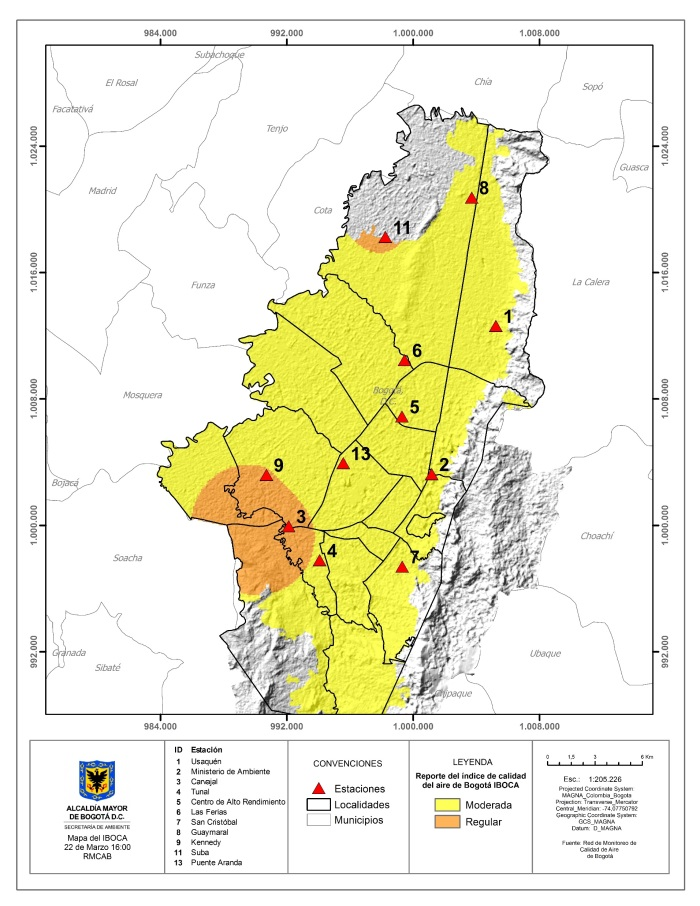 984.000 992.000 1.000.000 1.008.000
Subachoque
El Rosal
Chía
Sopó
Facatativá
Tenjo
1.024.000 1.024.000
Guasca
Madrid
8
Cota
11
1.016.000 1.016.000
Funza
La Calera
1
6
Mosquera
Bogotá,
D.C.
1.008.000 1.008.000
5
13
9
2
Bojacá
3
1.000.000 1.000.000
Choachí
Soacha
4
7
Granada
Ubaque
992.000 992.000
Sibaté
Chipaque
984.000 992.000 1.000.000 1.008.000
ALCALDÍA MAYOR
DE BOGOTÁ D.C.
SECRETARÍA DE AMBIENTE
Mapa del IBOCA
22 de Marzo 16:00
RMCAB
ID Estación
1 Usaquén
2 Ministerio de Ambiente
3 Carvajal
4 Tunal
5 Centro de Alto Rendimiento
6 Las Ferias
7 San Cristóbal
8 Guaymaral
9 Kennedy
11 Suba
13 Puente Aranda
CONVENCIONES
Estaciones
Localidades
Municipios
LEYENDA
Reporte del índice de calidad
del aire de Bogotá IBOCA
Moderada
Regular
0 1,5 3 6 Km
Esc.: 1:205.226
Projected Coordinate System:
MAGNA_Colombia_Bogota
Projection: Transverse_Mercator
Central_Meridian: -74,07750792
Geographic Coordinate System:
GCS_MAGNA
Datum: D_MAGNA
Fuente: Red de Monitoreo de
Calidad de Aire
de Bogotá